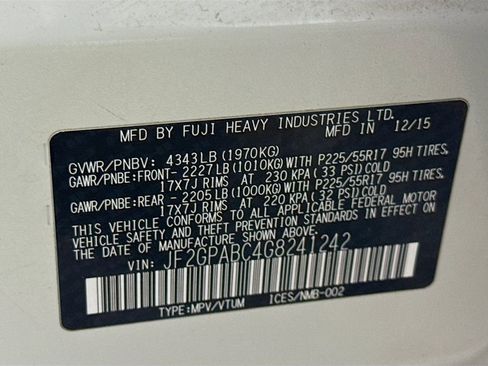 MFD BY FUJI HEAVY INDUSTRIES LTD.
GVWR/PNBV: 4343LB(1970KG) MFD IN 12/15
GAWR/PNBE:FRONT-2227LB(1010KG)WITH P225/55R17 95H TIRES,
17X7J RIMS AT 230 KPA(33 PSI)COLD
GAWR/PNBE:REAR -2205LB(1000KG)WITH P225/55R17 95H TIRES,
17X7J RIMS AT 220 KPA(32 PSI)COLD
THIS VEHICLE CONFORMS TO ALL APPLICABLE FEDERAL MOTOR
VEHICLE SAFETY STANDARDS IN EFFECT ON THE
DATE OF MANUFACTURE SHOWN ABOVE.
VIN: JF2GPABC4G8241242
TYPE:MPV/VTUM ICES/NMB-002